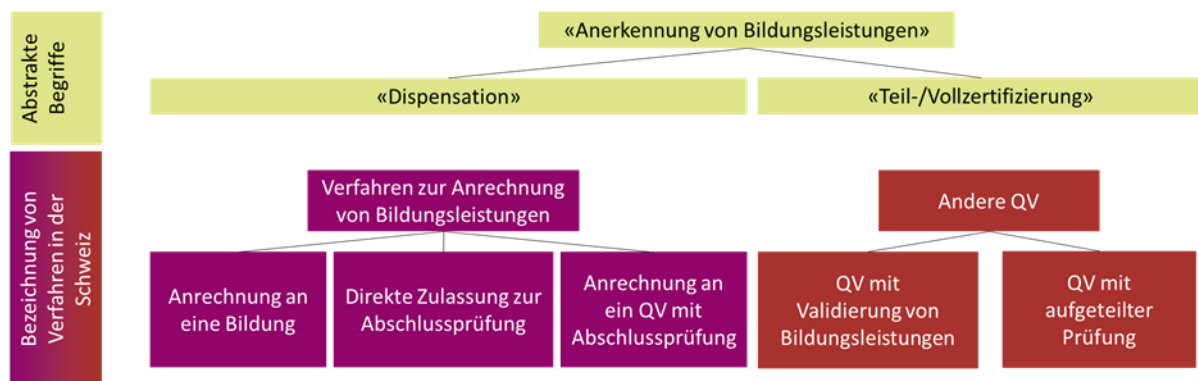 Abstrakte
Begriffe
«Anerkennung von Bildungsleistungen»
«Dispensation»
«Teil-/Vollzertifizierung»
Bezeichnung von
Verfahren in der
Schweiz
Verfahren zur Anrechnung
von Bildungsleistungen
Andere QV
Anrechnung an
eine Bildung
Direkte Zulassung zur
Abschlussprüfung
Anrechnung an
ein QV mit
Abschlussprüfung
QV mit
Validierung von
Bildungsleistungen
QV mit
aufgeteilter
Prüfung